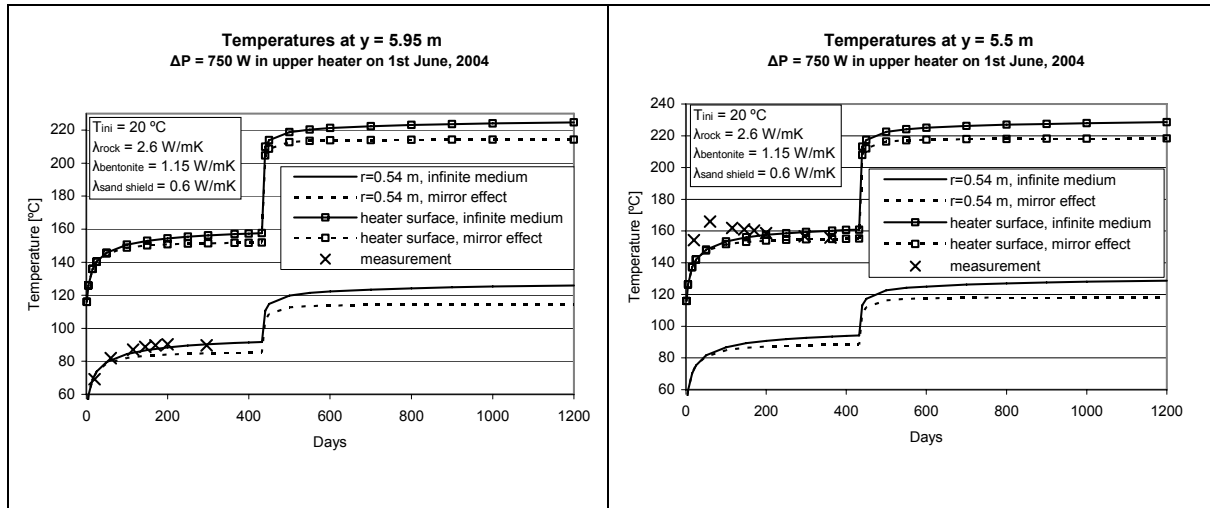 Temperatures at y = 5.95 m
ΔP = 750 W in upper heater on 1st June, 2004
Temperature [ºC]
220
200
180
160
140
120
100
80
60
Tini = 20 ºC
λrock = 2.6 W/mK
λbentonite = 1.15 W/mK
λsand shield = 0.6 W/mK
r=0.54 m, infinite medium
r=0.54 m, mirror effect
heater surface, infinite medium
heater surface, mirror effect
measurement
0 200 400 600 800 1000 1200
Days
Temperatures at y = 5.5 m
ΔP = 750 W in upper heater on 1st June, 2004
Temperature [ºC]
240
220
200
180
160
140
120
100
80
60
Tini = 20 ºC
λrock = 2.6 W/mK
λbentonite = 1.15 W/mK
λsand shield = 0.6 W/mK
r=0.54 m, infinite medium
r=0.54 m, mirror effect
heater surface, infinite medium
heater surface, mirror effect
measurement
0 200 400 600 800 1000 1200
Days